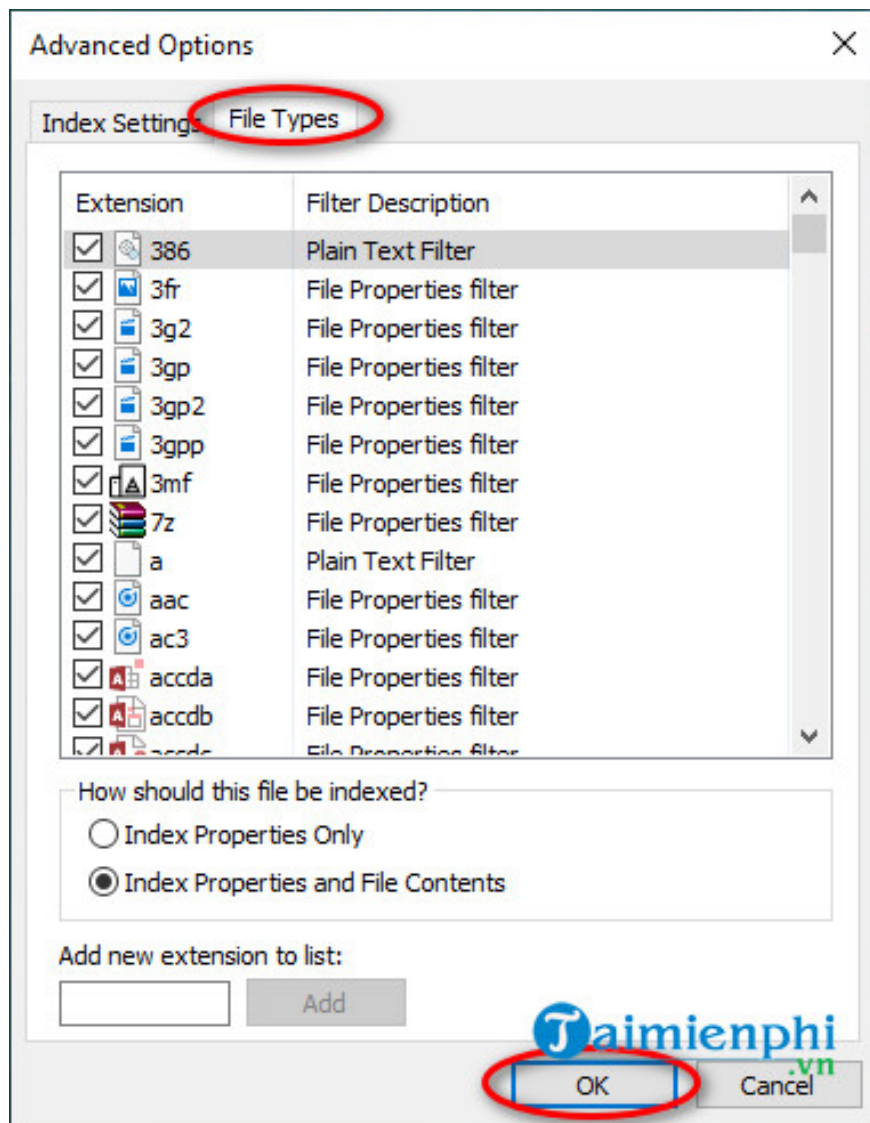 Advanced Options
Index Settings File Types
Extension Filter Description
386 Plain Text Filter
3fr File Properties filter
3g2 File Properties filter
3gp File Properties filter
3gp2 File Properties filter
3gpp File Properties filter
3mf File Properties filter
7z File Properties filter
a Plain Text Filter
aac File Properties filter
ac3 File Properties filter
accda File Properties filter
accdb File Properties filter
File Properties filter
How should this file be indexed?
Index Properties Only
Index Properties and File Contents
Add new extension to list:
Add
Taimienphi
.vn
OK Cancel